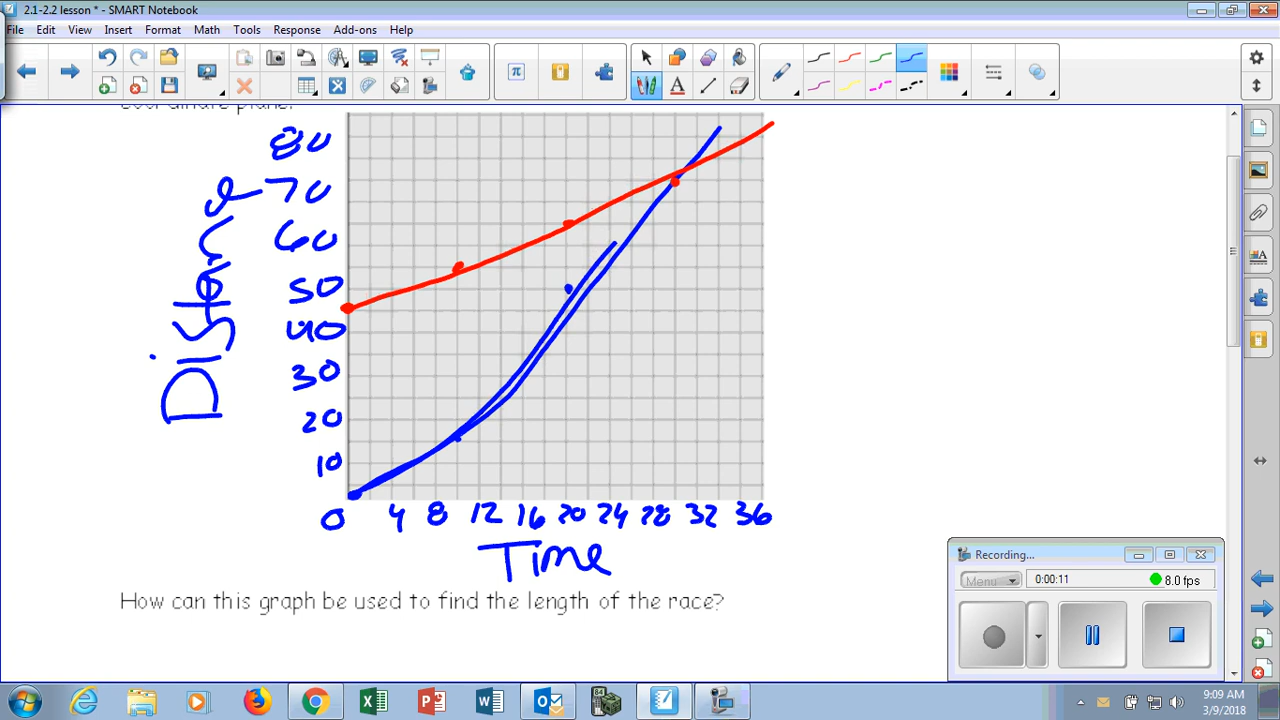 2.1-2.2 lesson * - SMART Notebook
File Edit View Insert Format Math Tools Response Add-ons Help
coordinate plane.
80
70
60
50
40
30
20
10
Distance
0 4 8 12 16 20 24 28 32 36
Time
How can this graph be used to find the length of the race?
Recording...
Menu
0:00:11
8.0 fps
9:09 AM
3/9/2018